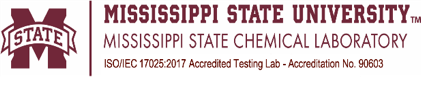 STATE
MISSISSIPPI STATE UNIVERSITY™
MISSISSIPPI STATE CHEMICAL LABORATORY
ISO/IEC 17025:2017 Accredited Testing Lab - Accreditation No. 90603